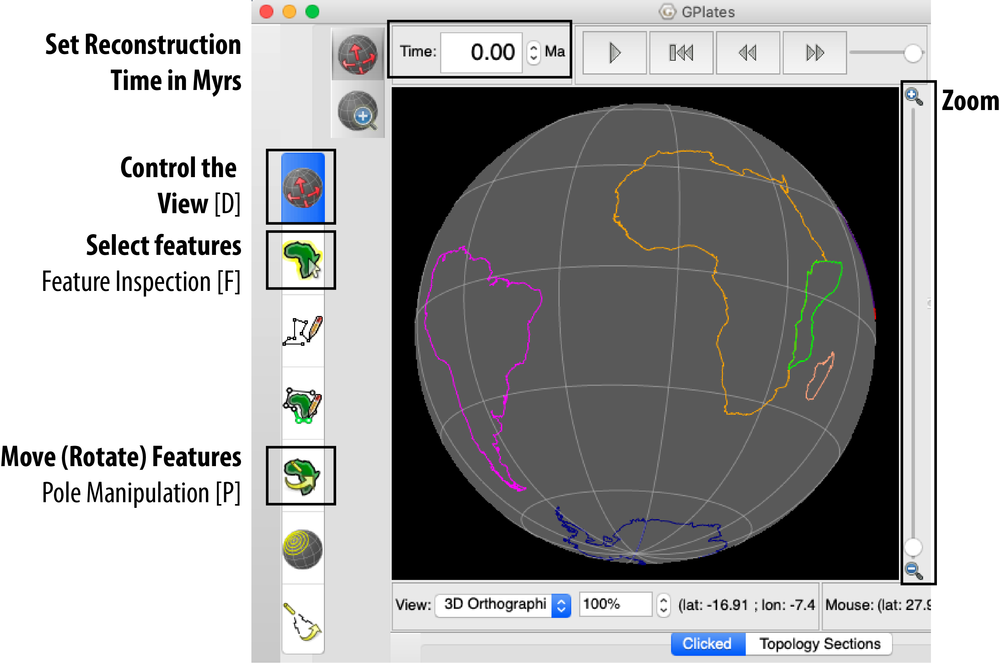 GPlates
Set Reconstruction
Time in Myrs
Time: 0.00 Ma
Zoom
Control the
View [D]
Select features
Feature Inspection [F]
Move (Rotate) Features
Pole Manipulation [P]
View: 3D Orthographi 100% (lat: -16.91 ; lon: -7.4 Mouse: (lat: 27.9
Clicked Topology Sections